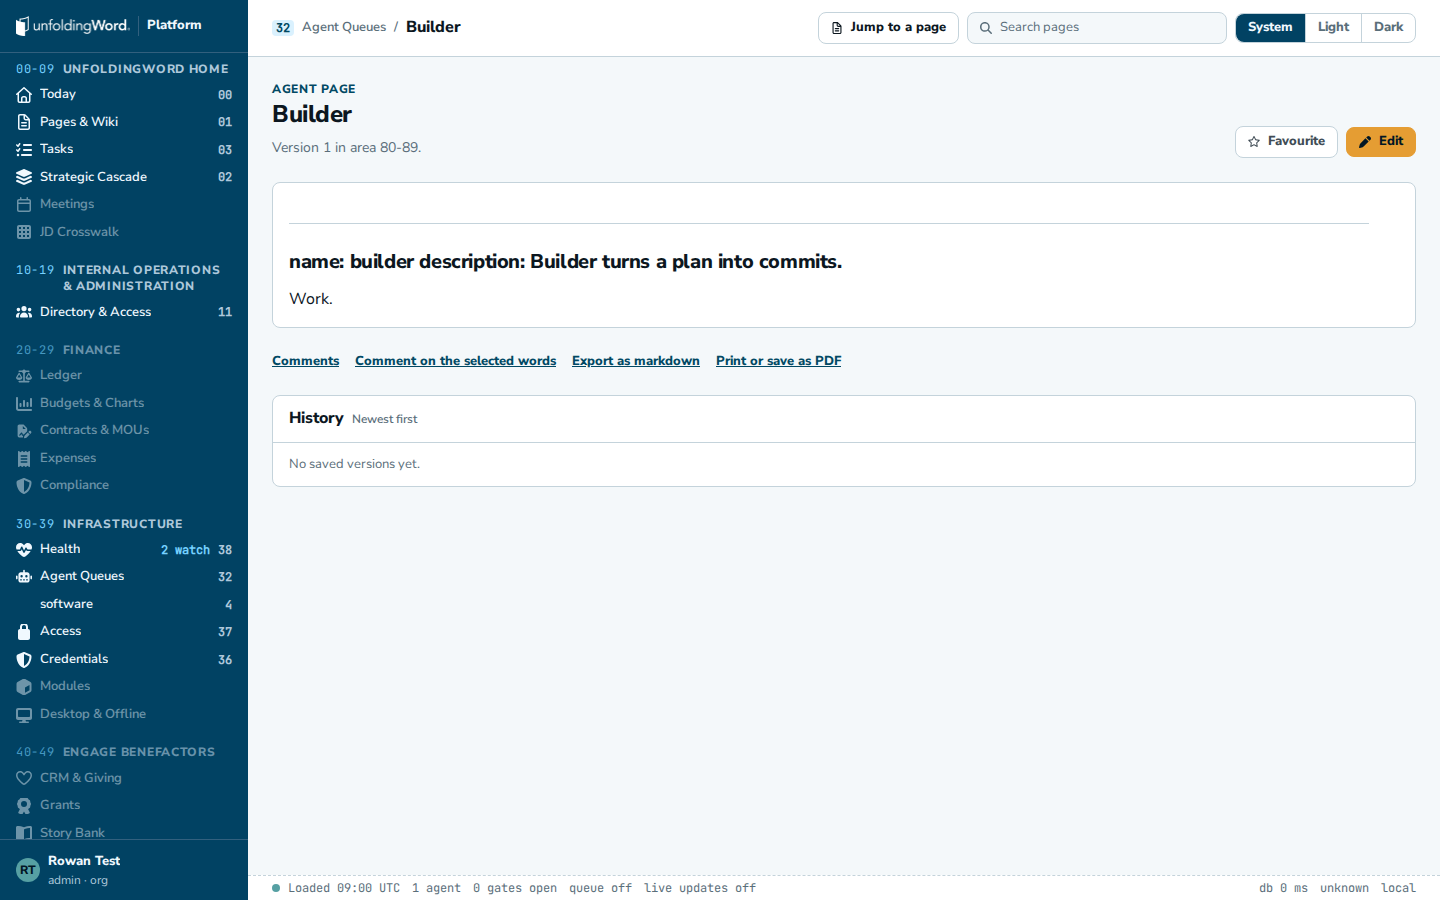 unfoldingWord. Platform
00-09 UNFOLDINGWORD HOME
Today 00
Pages & Wiki 01
Tasks 03
Strategic Cascade 02
Meetings
JD Crosswalk
10-19 INTERNAL OPERATIONS
& ADMINISTRATION
Directory & Access 11
20-29 FINANCE
Ledger
Budgets & Charts
Contracts & MOUs
Expenses
Compliance
30-39 INFRASTRUCTURE
Health 2 watch 38
Agent Queues 32
software 4
Access 37
Credentials 36
Modules
Desktop & Offline
40-49 ENGAGE BENEFACTORS
CRM & Giving
Grants
Story Bank
RT Rowan Test
admin · org
32 Agent Queues / Builder
Jump to a page
Search pages
System Light Dark
AGENT PAGE
Builder
Version 1 in area 80-89.
Favourite
Edit
name: builder description: Builder turns a plan into commits.
Work.
Comments Comment on the selected words Export as markdown Print or save as PDF
History Newest first
No saved versions yet.
Loaded 09:00 UTC 1 agent 0 gates open queue off live updates off
db 0 ms unknown local